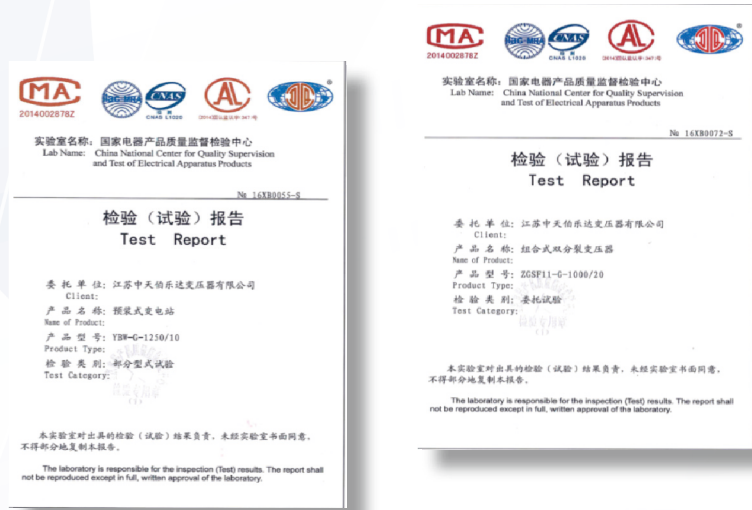 MA
2014002878Z
ilac-MRA
CNAS
CNAS L1020
AL
实验室名称: 国家电器产品质量监督检验中心
Lab Name: China National Center for Quality Supervision
and Test of Electrical Apparatus Products
№ 16XB0055-S
检验（试验）报告
Test Report
委托单位: 江苏中天伯乐达变压器有限公司
Client:
产品名称: 预装式变电站
Name of Product:
产品型号: YBW-G-1250/10
Product Type:
检验类别: 部分型式试验
Test Category:
本实验室对出具的检验（试验）结果负责，未经实验室书面同意，
不得部分地复制本报告。
The laboratory is responsible for the inspection (Test) results. The report shall
not be reproduced except in full, written approval of the laboratory.
MA
2014002878Z
ilac-MRA
CNAS
CNAS L1020
AL
实验室名称: 国家电器产品质量监督检验中心
Lab Name: China National Center for Quality Supervision
and Test of Electrical Apparatus Products
№ 16XB0072-S
检验（试验）报告
Test Report
委托单位: 江苏中天伯乐达变压器有限公司
Client:
产品名称: 组合式双分裂变压器
Name of Product:
产品型号: ZGSF11-G-1000/20
Product Type:
检验类别: 委托试验
Test Category:
本实验室对出具的检验（试验）结果负责，未经实验室书面同意，
不得部分地复制本报告。
The laboratory is responsible for the inspection (Test) results. The report shall
not be reproduced except in full, written approval of the laboratory.